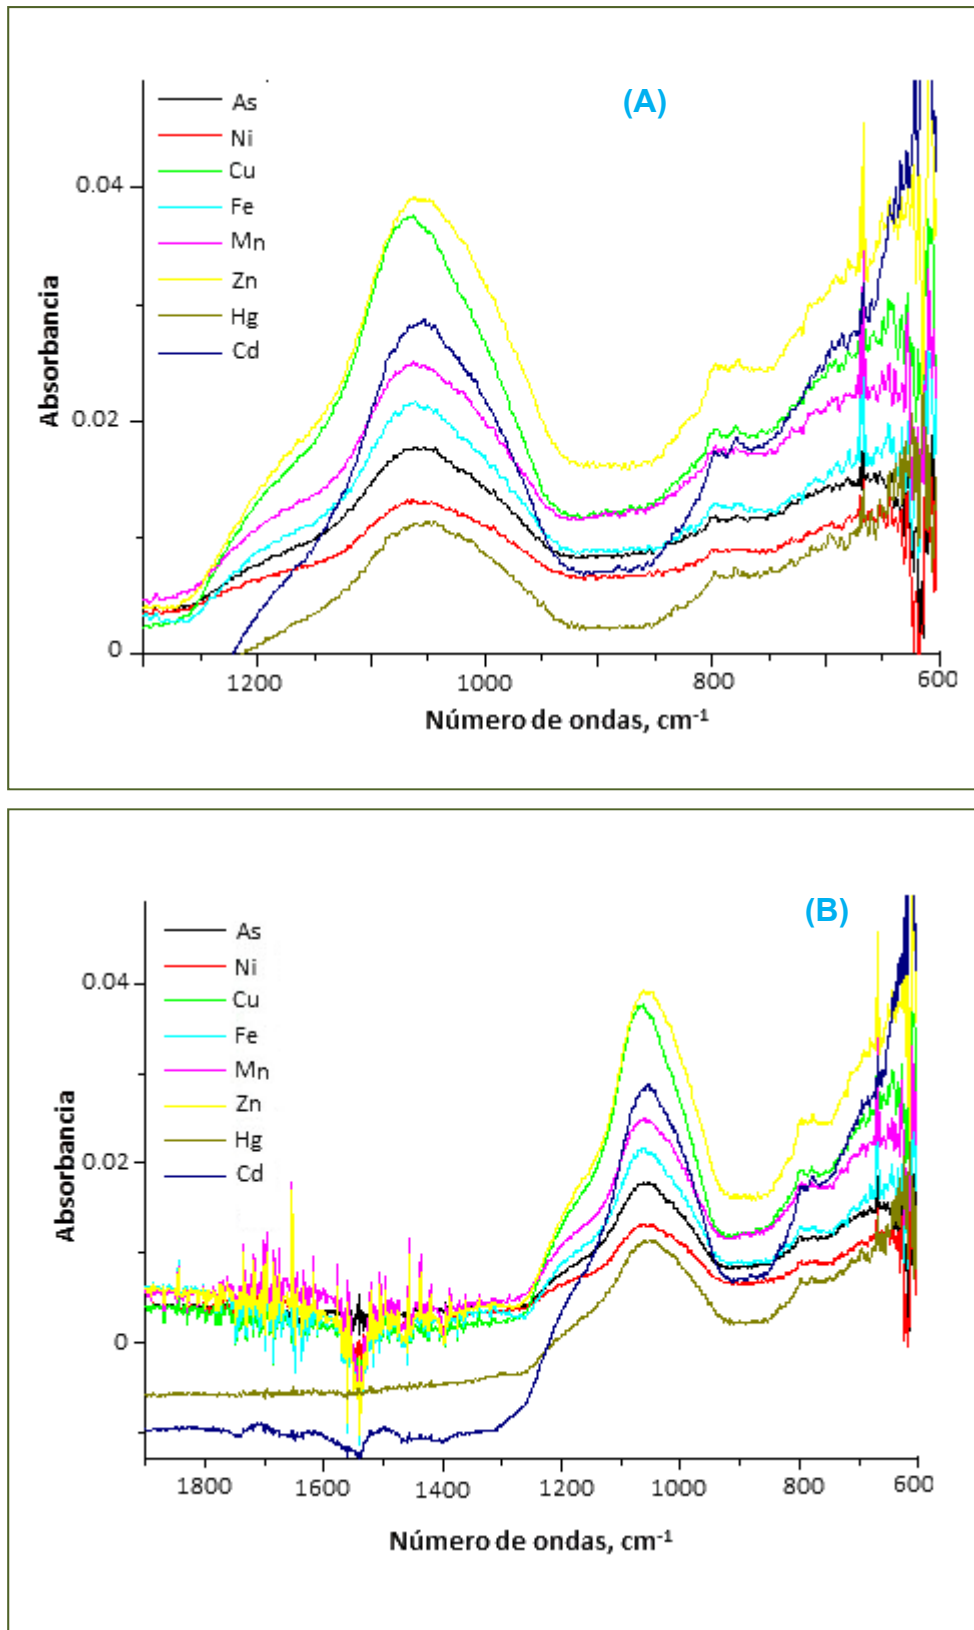 (A)
As
Ni
Cu
Fe
Mn
Zn
Hg
Cd
Absorbancia
0.04
0.02
0
1200 1000 800 600
Número de ondas, cm-1
(B)
As
Ni
Cu
Fe
Mn
Zn
Hg
Cd
Absorbancia
0.04
0.02
0
1800 1600 1400 1200 1000 800 600
Número de ondas, cm-1